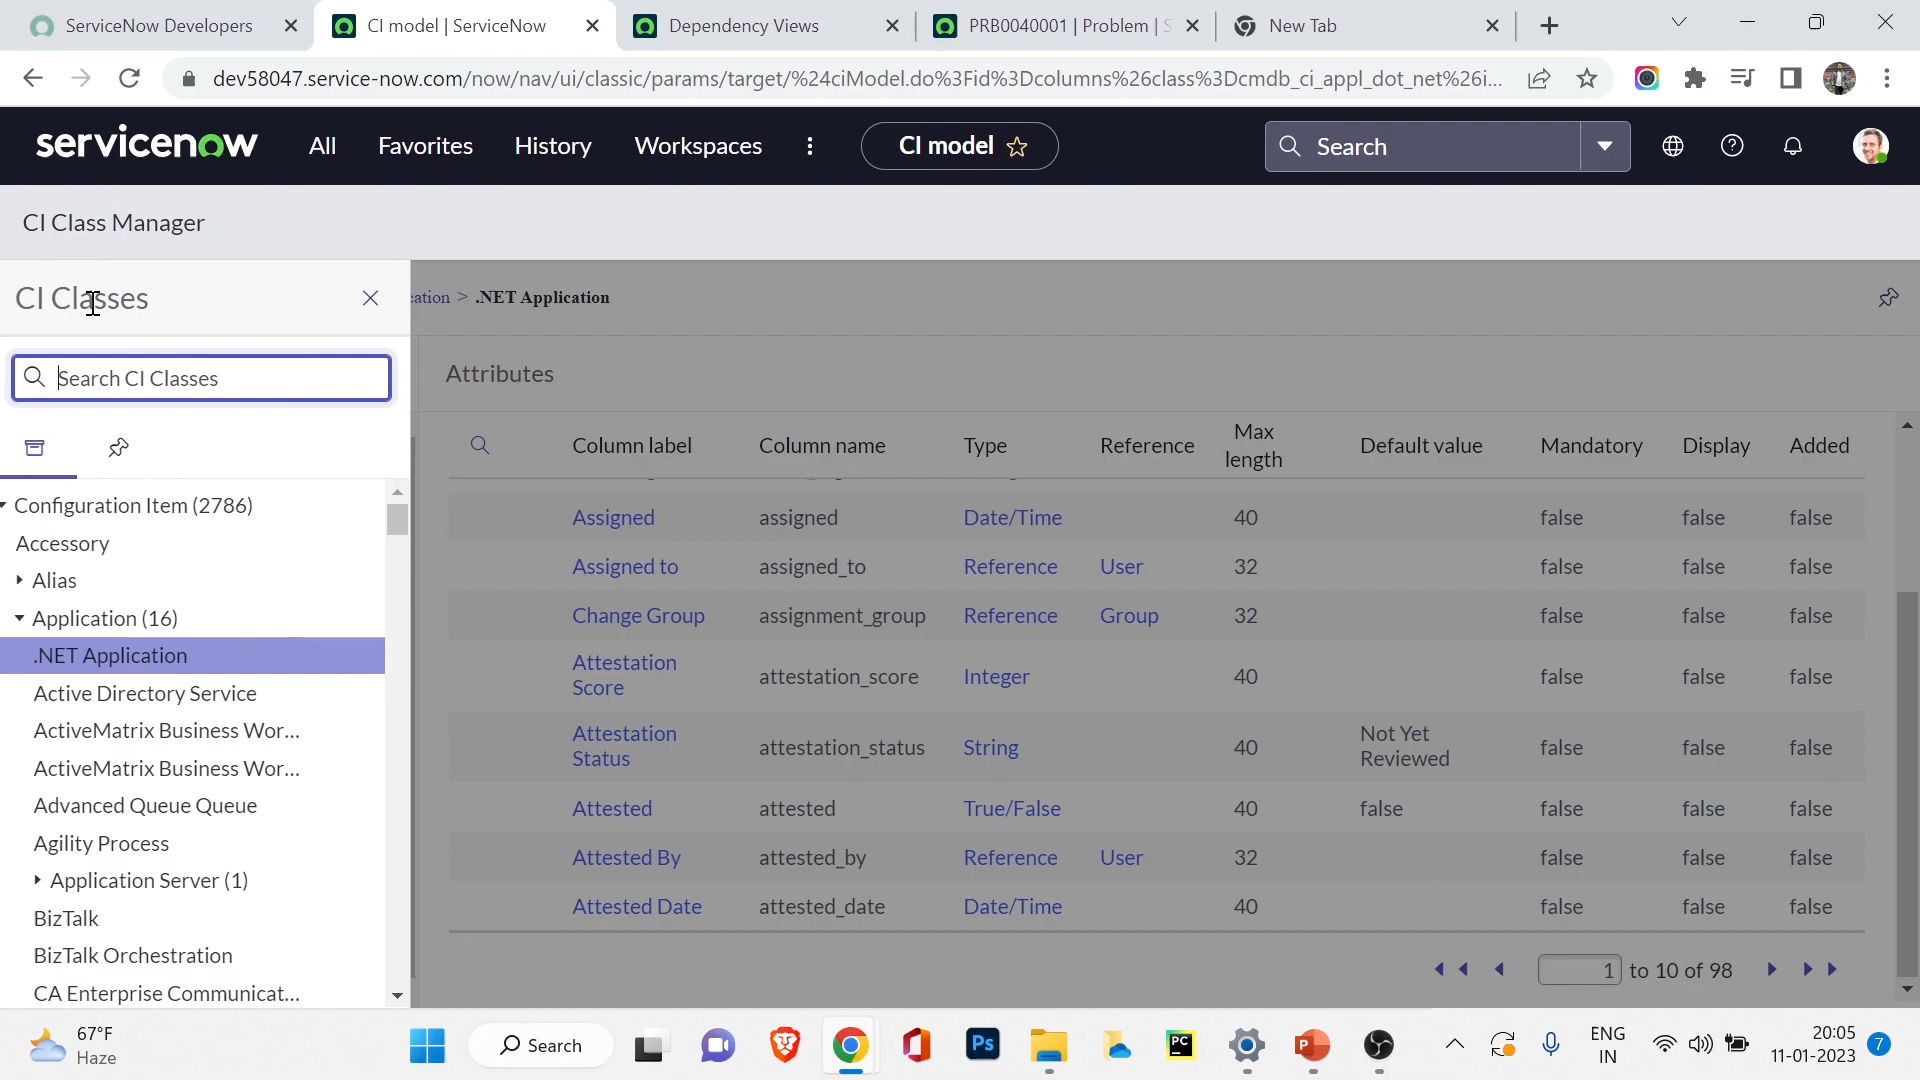 ServiceNow Developers
CI model | ServiceNow
Dependency Views
PRB0040001 | Problem | S
New Tab
dev58047.service-now.com/now/nav/ui/classic/params/target/%24ciModel.do%3Fid%3Dcolumns%26class%3Dcmdb_ci_appl_dot_net%26i...
servicenow
All
Favorites
History
Workspaces
CI model
Search
CI Class Manager
CI Classes
cation > .NET Application
Search CI Classes
Attributes
Column label Column name Type Reference Max length Default value Mandatory Display Added
Configuration Item (2786)
Accessory
Alias
Application (16)
.NET Application
Active Directory Service
ActiveMatrix Business Wor...
ActiveMatrix Business Wor...
Advanced Queue Queue
Agility Process
Application Server (1)
BizTalk
BizTalk Orchestration
CA Enterprise Communicat...
Assigned assigned Date/Time 40 false false false
Assigned to assigned_to Reference User 32 false false false
Change Group assignment_group Reference Group 32 false false false
Attestation Score attestation_score Integer 40 false false false
Attestation Status attestation_status String 40 Not Yet Reviewed false false false
Attested attested True/False 40 false false false false
Attested By attested_by Reference User 32 false false false
Attested Date attested_date Date/Time 40 false false false
1 to 10 of 98
67°F
Haze
Search
Ps
PC
P
ENG
IN
20:05
11-01-2023
7